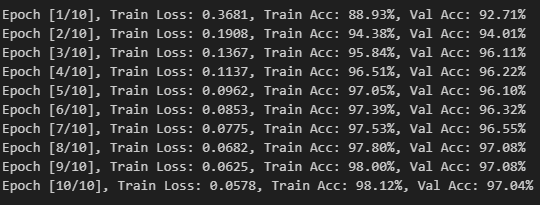 Epoch [1/10], Train Loss: 0.3681, Train Acc: 88.93%, Val Acc: 92.71%
Epoch [2/10], Train Loss: 0.1908, Train Acc: 94.38%, Val Acc: 94.01%
Epoch [3/10], Train Loss: 0.1367, Train Acc: 95.84%, Val Acc: 96.11%
Epoch [4/10], Train Loss: 0.1137, Train Acc: 96.51%, Val Acc: 96.22%
Epoch [5/10], Train Loss: 0.0962, Train Acc: 97.05%, Val Acc: 96.10%
Epoch [6/10], Train Loss: 0.0853, Train Acc: 97.39%, Val Acc: 96.32%
Epoch [7/10], Train Loss: 0.0775, Train Acc: 97.53%, Val Acc: 96.55%
Epoch [8/10], Train Loss: 0.0682, Train Acc: 97.80%, Val Acc: 97.08%
Epoch [9/10], Train Loss: 0.0625, Train Acc: 98.00%, Val Acc: 97.08%
Epoch [10/10], Train Loss: 0.0578, Train Acc: 98.12%, Val Acc: 97.04%